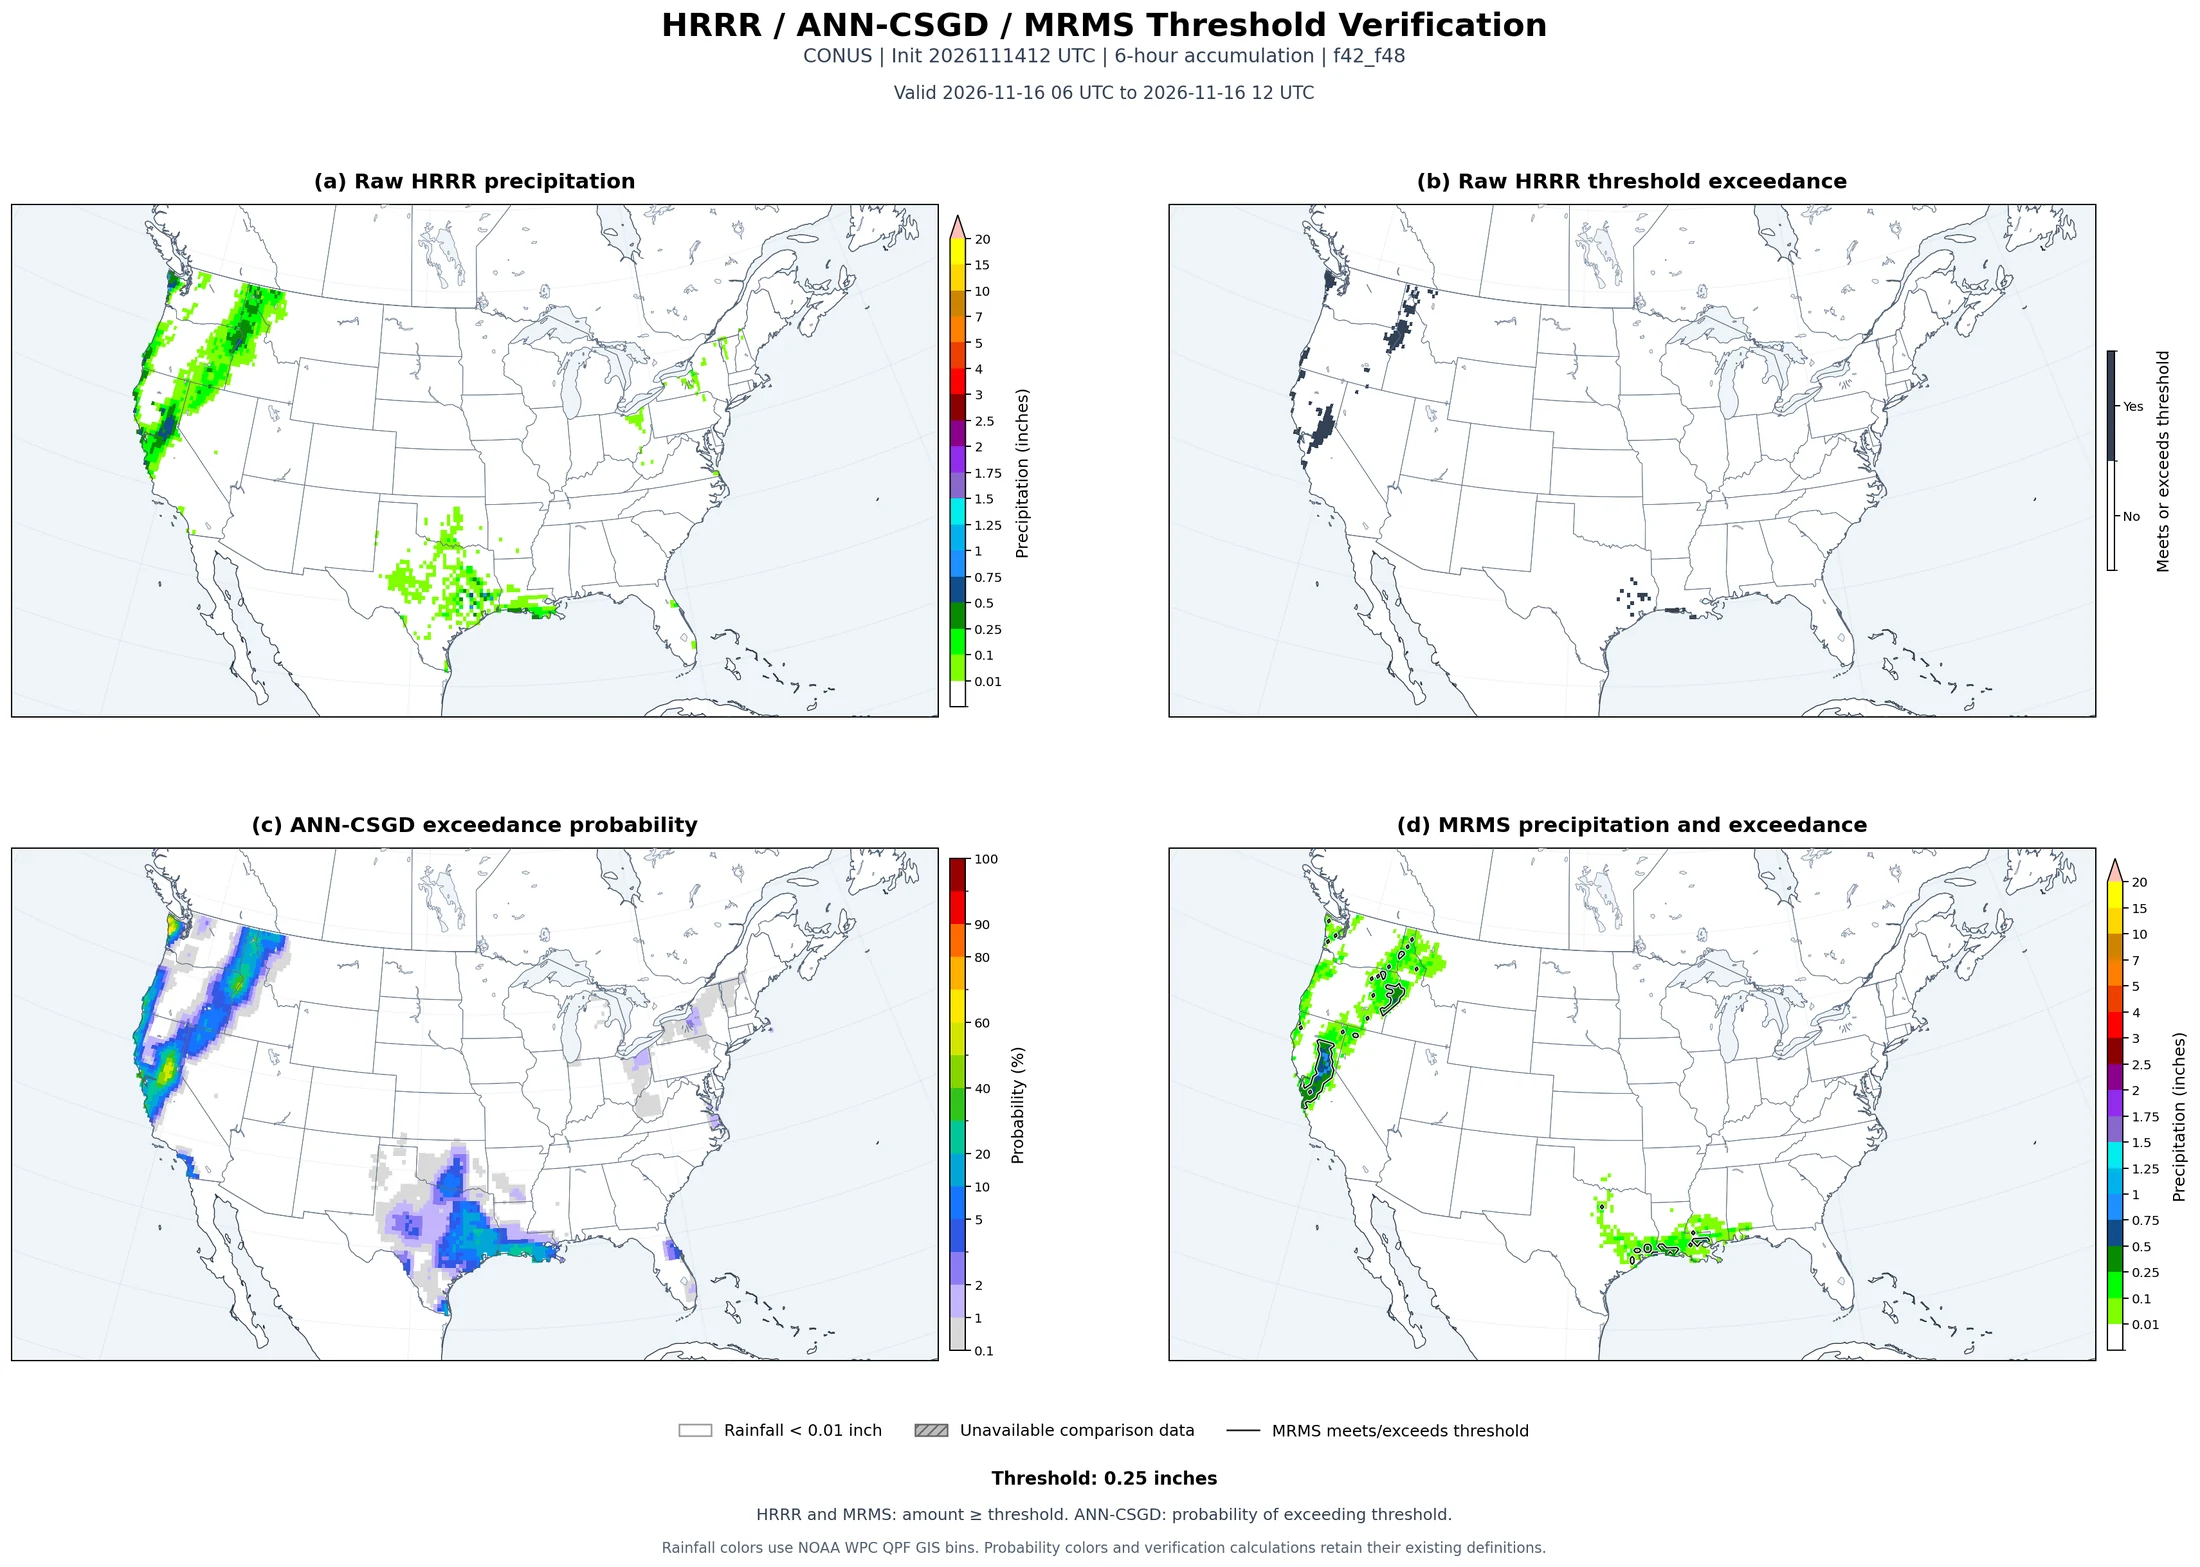 HRRR / ANN-CSGD / MRMS Threshold Verification
CONUS | Init 2026111412 UTC | 6-hour accumulation | f42_f48
Valid 2026-11-16 06 UTC to 2026-11-16 12 UTC
(a) Raw HRRR precipitation
20
15
10
7
5
4
3
2.5
2
1.75
1.5
1.25
1
0.75
0.5
0.25
0.1
0.01
Precipitation (inches)
(b) Raw HRRR threshold exceedance
Yes
No
Meets or exceeds threshold
(c) ANN-CSGD exceedance probability
100
90
80
60
40
20
10
5
2
1
0.1
Probability (%)
(d) MRMS precipitation and exceedance
20
15
10
7
5
4
3
2.5
2
1.75
1.5
1.25
1
0.75
0.5
0.25
0.1
0.01
Precipitation (inches)
Rainfall < 0.01 inch
Unavailable comparison data
MRMS meets/exceeds threshold
Threshold: 0.25 inches
HRRR and MRMS: amount ≥ threshold. ANN-CSGD: probability of exceeding threshold.
Rainfall colors use NOAA WPC QPF GIS bins. Probability colors and verification calculations retain their existing definitions.